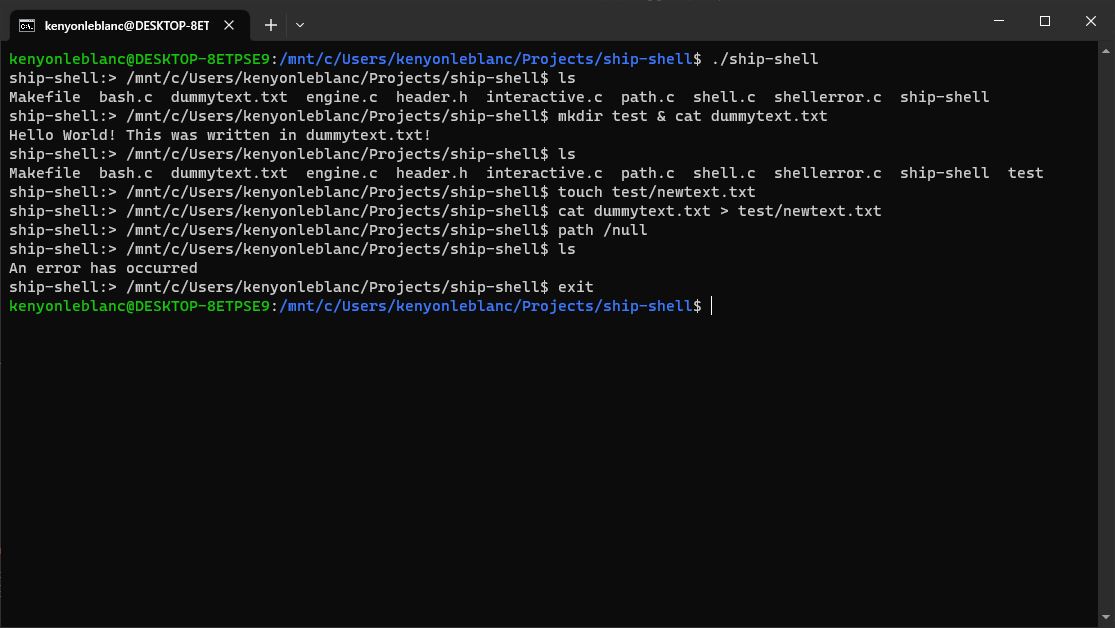 kenyonleblanc@DESKTOP-8ET
kenyonleblanc@DESKTOP-8ETPSE9:/mnt/c/Users/kenyonleblanc/Projects/ship-shell$ ./ship-shell
ship-shell:> /mnt/c/Users/kenyonleblanc/Projects/ship-shell$ ls
Makefile  bash.c  dummytext.txt  engine.c  header.h  interactive.c  path.c  shell.c  shellerror.c  ship-shell
ship-shell:> /mnt/c/Users/kenyonleblanc/Projects/ship-shell$ mkdir test & cat dummytext.txt
Hello World! This was written in dummytext.txt!
ship-shell:> /mnt/c/Users/kenyonleblanc/Projects/ship-shell$ ls
Makefile  bash.c  dummytext.txt  engine.c  header.h  interactive.c  path.c  shell.c  shellerror.c  ship-shell  test
ship-shell:> /mnt/c/Users/kenyonleblanc/Projects/ship-shell$ touch test/newtext.txt
ship-shell:> /mnt/c/Users/kenyonleblanc/Projects/ship-shell$ cat dummytext.txt > test/newtext.txt
ship-shell:> /mnt/c/Users/kenyonleblanc/Projects/ship-shell$ path /null
ship-shell:> /mnt/c/Users/kenyonleblanc/Projects/ship-shell$ ls
An error has occurred
ship-shell:> /mnt/c/Users/kenyonleblanc/Projects/ship-shell$ exit
kenyonleblanc@DESKTOP-8ETPSE9:/mnt/c/Users/kenyonleblanc/Projects/ship-shell$